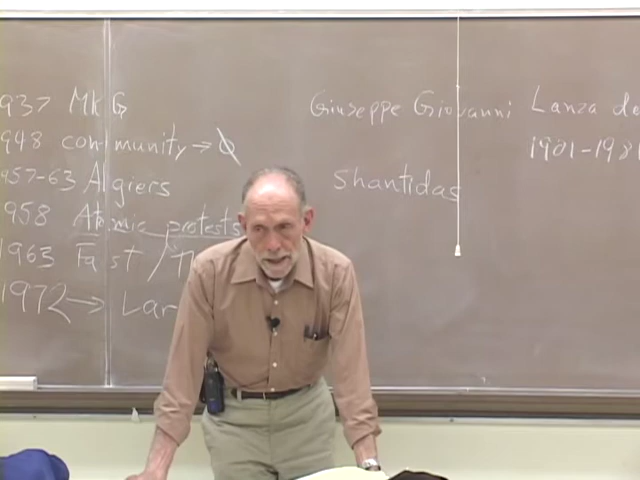 937 MKG
948 community →
957-63 Algiers
958 Atomic protests
1963 Fast /
1972 → Lar
Giuseppe Giovanni Lanza de
1901-1981
Shantidas